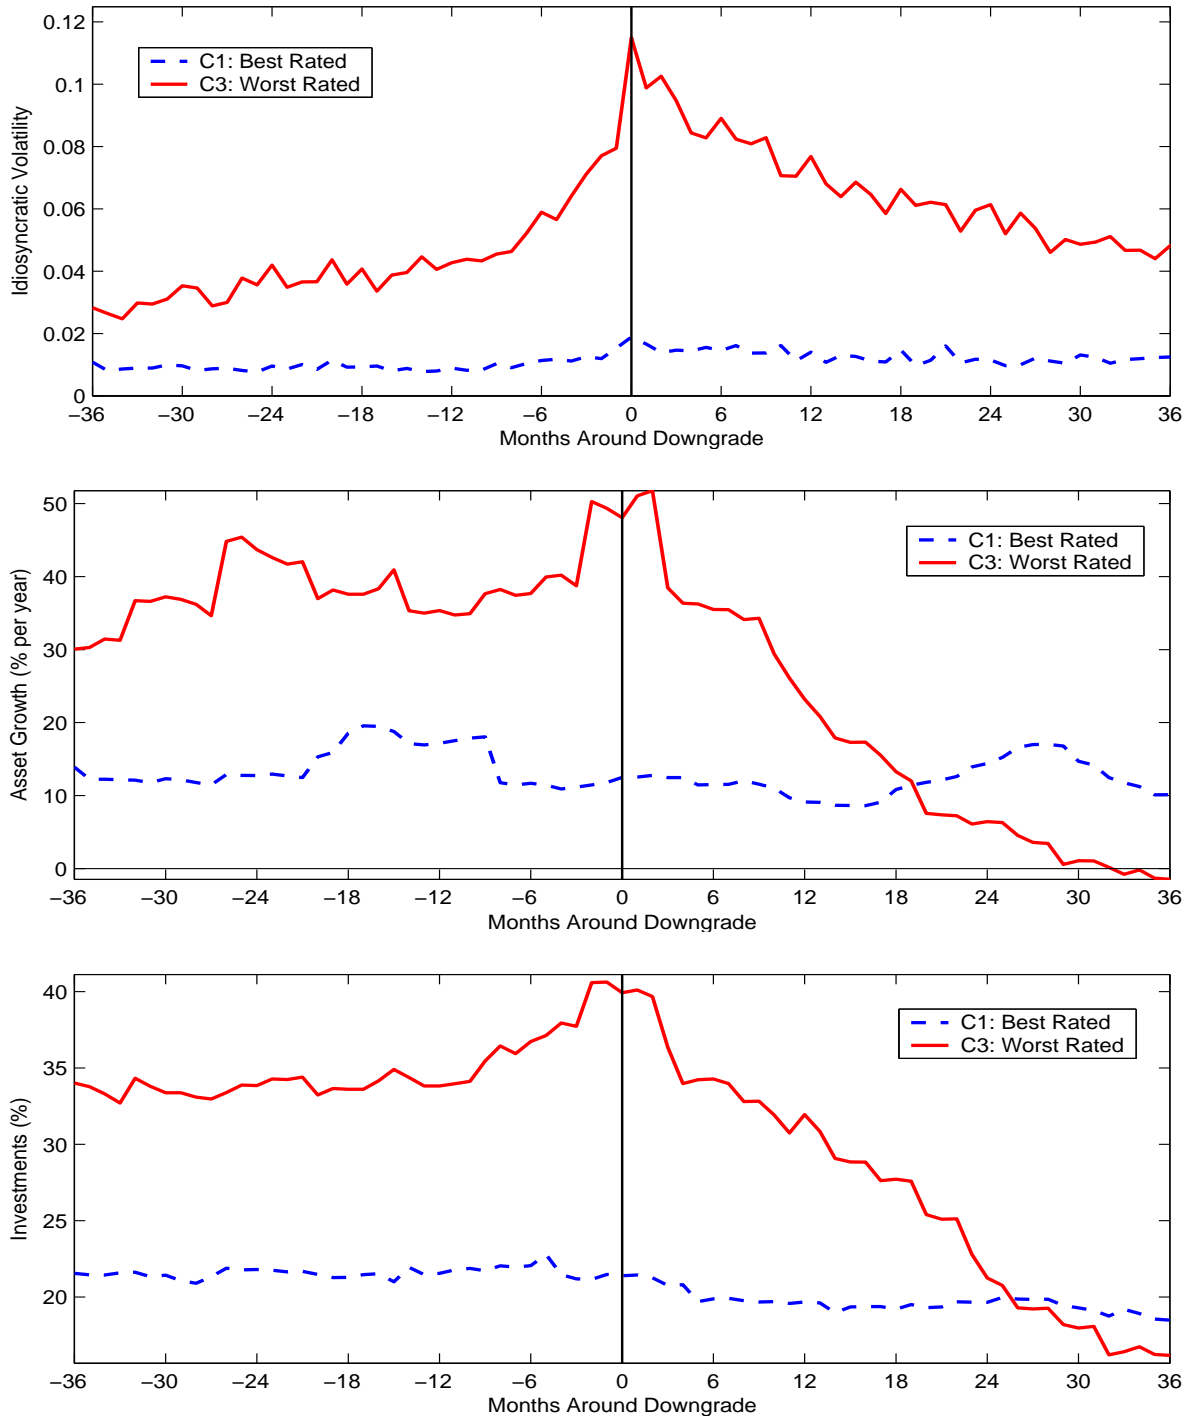 0.12
0.1
0.08
0.06
0.04
0.02
0
Idiosyncratic Volatility
C1: Best Rated
C3: Worst Rated
−36 −30 −24 −18 −12 −6 0 6 12 18 24 30 36
Months Around Downgrade
50
40
30
20
10
0
Asset Growth (% per year)
C1: Best Rated
C3: Worst Rated
−36 −30 −24 −18 −12 −6 0 6 12 18 24 30 36
Months Around Downgrade
40
35
30
25
20
Investments (%)
C1: Best Rated
C3: Worst Rated
−36 −30 −24 −18 −12 −6 0 6 12 18 24 30 36
Months Around Downgrade